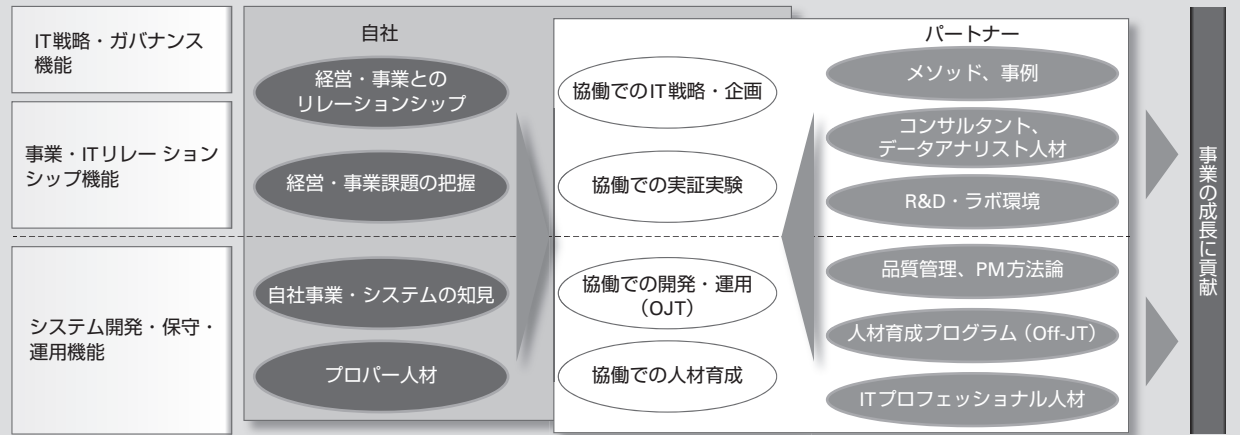 IT戦略・ガバナンス
機能
事業・ITリレー ション
シップ機能
システム開発・保守・
運用機能
自社
経営・事業との
リレーションシップ
経営・事業課題の把握
自社事業・システムの知見
プロパー人材
協働でのIT戦略・企画
協働での実証実験
協働での開発・運用
（OJT）
協働での人材育成
パートナー
メソッド、事例
コンサルタント、
データアナリスト人材
R&D・ラボ環境
品質管理、PM方法論
人材育成プログラム（Off-JT）
ITプロフェッショナル人材
事業の成長に貢献